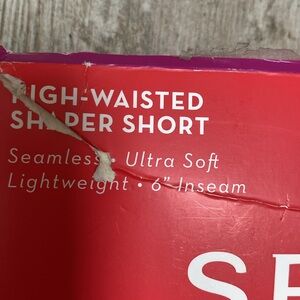 HIGH-WAISTED
SHAPER SHORT
Seamless • Ultra Soft
Lightweight • 6" Inseam